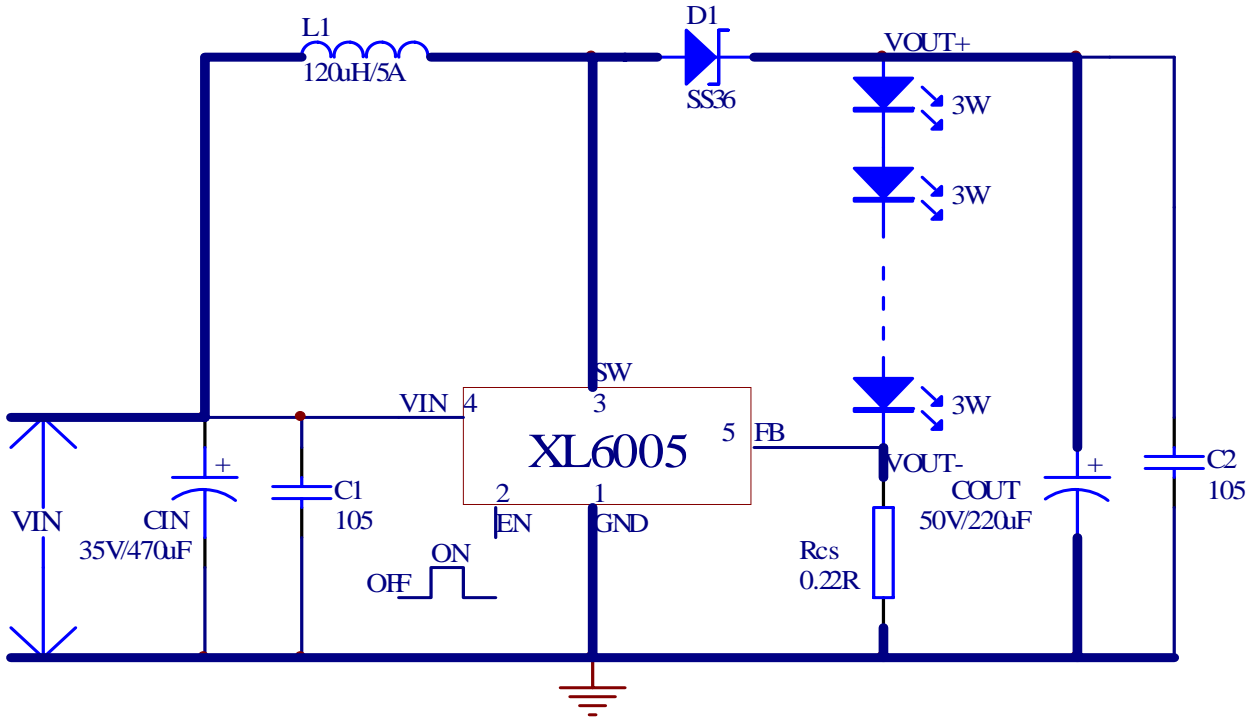 L1
120uH/5A
D1
SS36
VOUT+
3W
3W
3W
SW
VIN
4
3
XL6005
5
FB
2
1
EN
GND
VOUT-
VIN
CIN
35V/470uF
C1
105
OFF
ON
Rcs
0.22R
COUT
50V/220uF
C2
105
+
+